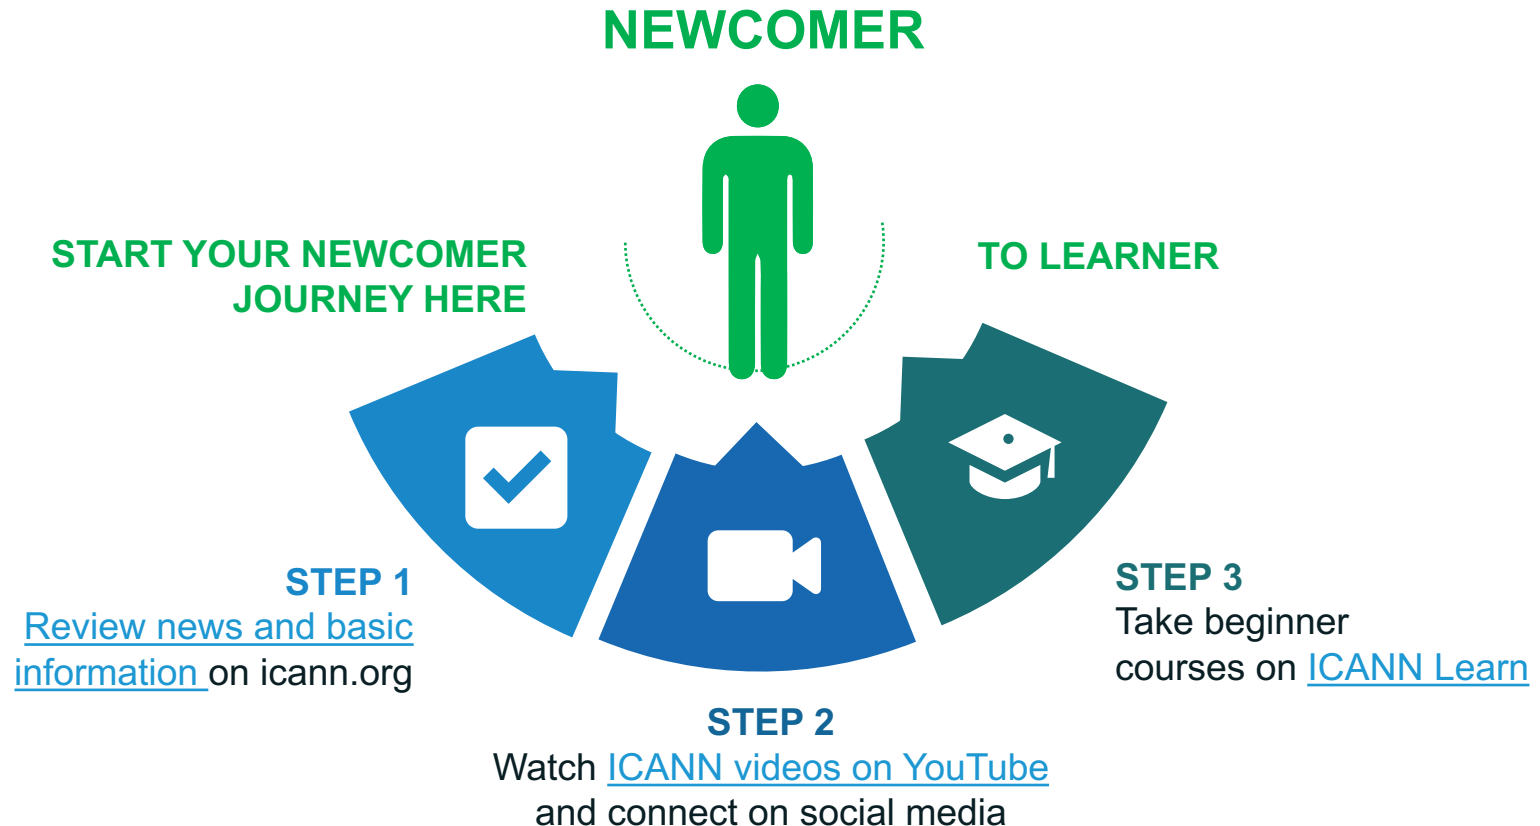 NEWCOMER
START YOUR NEWCOMER
JOURNEY HERE
TO LEARNER
STEP 1
Review news and basic
information on icann.org
STEP 2
Watch ICANN videos on YouTube
and connect on social media
STEP 3
Take beginner
courses on ICANN Learn